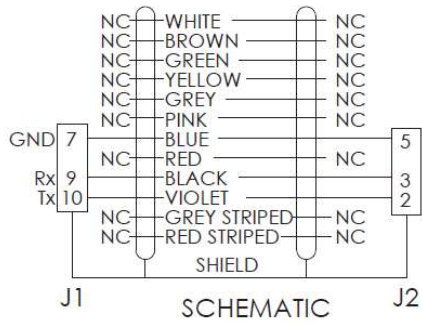 NC WHITE NC
NC BROWN NC
NC GREEN NC
NC YELLOW NC
NC GREY NC
NC PINK NC
GND 7 BLUE 5
NC RED NC
Rx 9 BLACK 3
Tx 10 VIOLET 2
NC GREY STRIPED NC
NC RED STRIPED NC
SHIELD
J1 SCHEMATIC J2